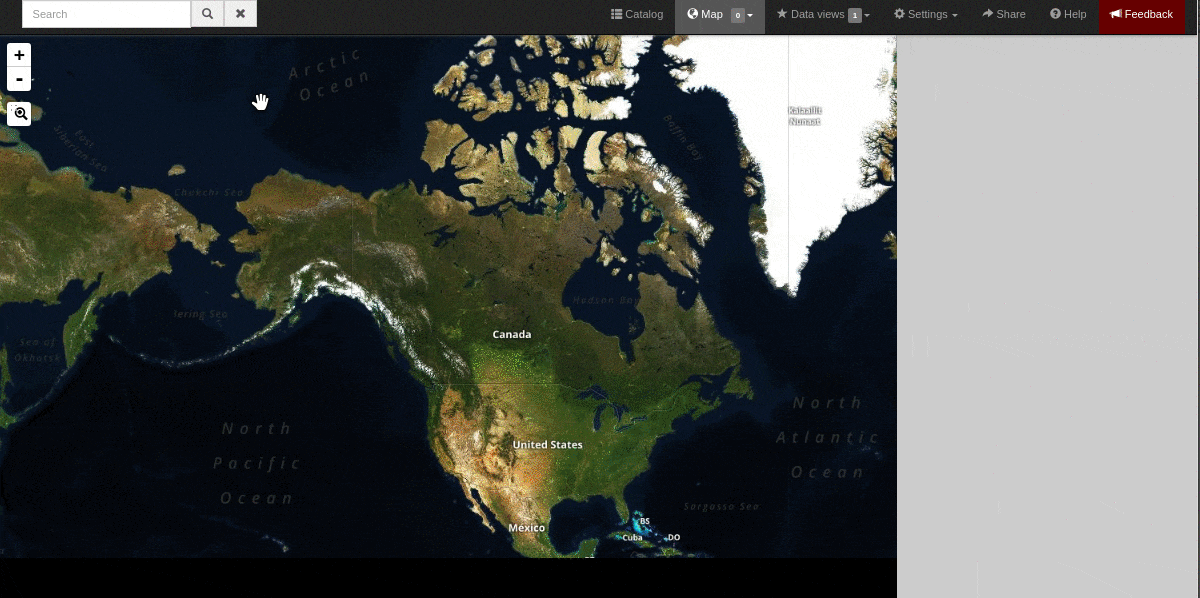 Search
Catalog
Map 0
Data views 1
Settings
Share
Help
Feedback
+
-
Arctic
Ocean
East
Siberian Sea
Chukchi Sea
Baffin Bay
Kalaallit
Nunaat
Hudson Bay
lering Sea
Sea of
Okhotsk
Canada
North
Pacific
Ocean
North
Atlantic
Ocean
United States
Sargasso Sea
México
BS
Cuba
DO